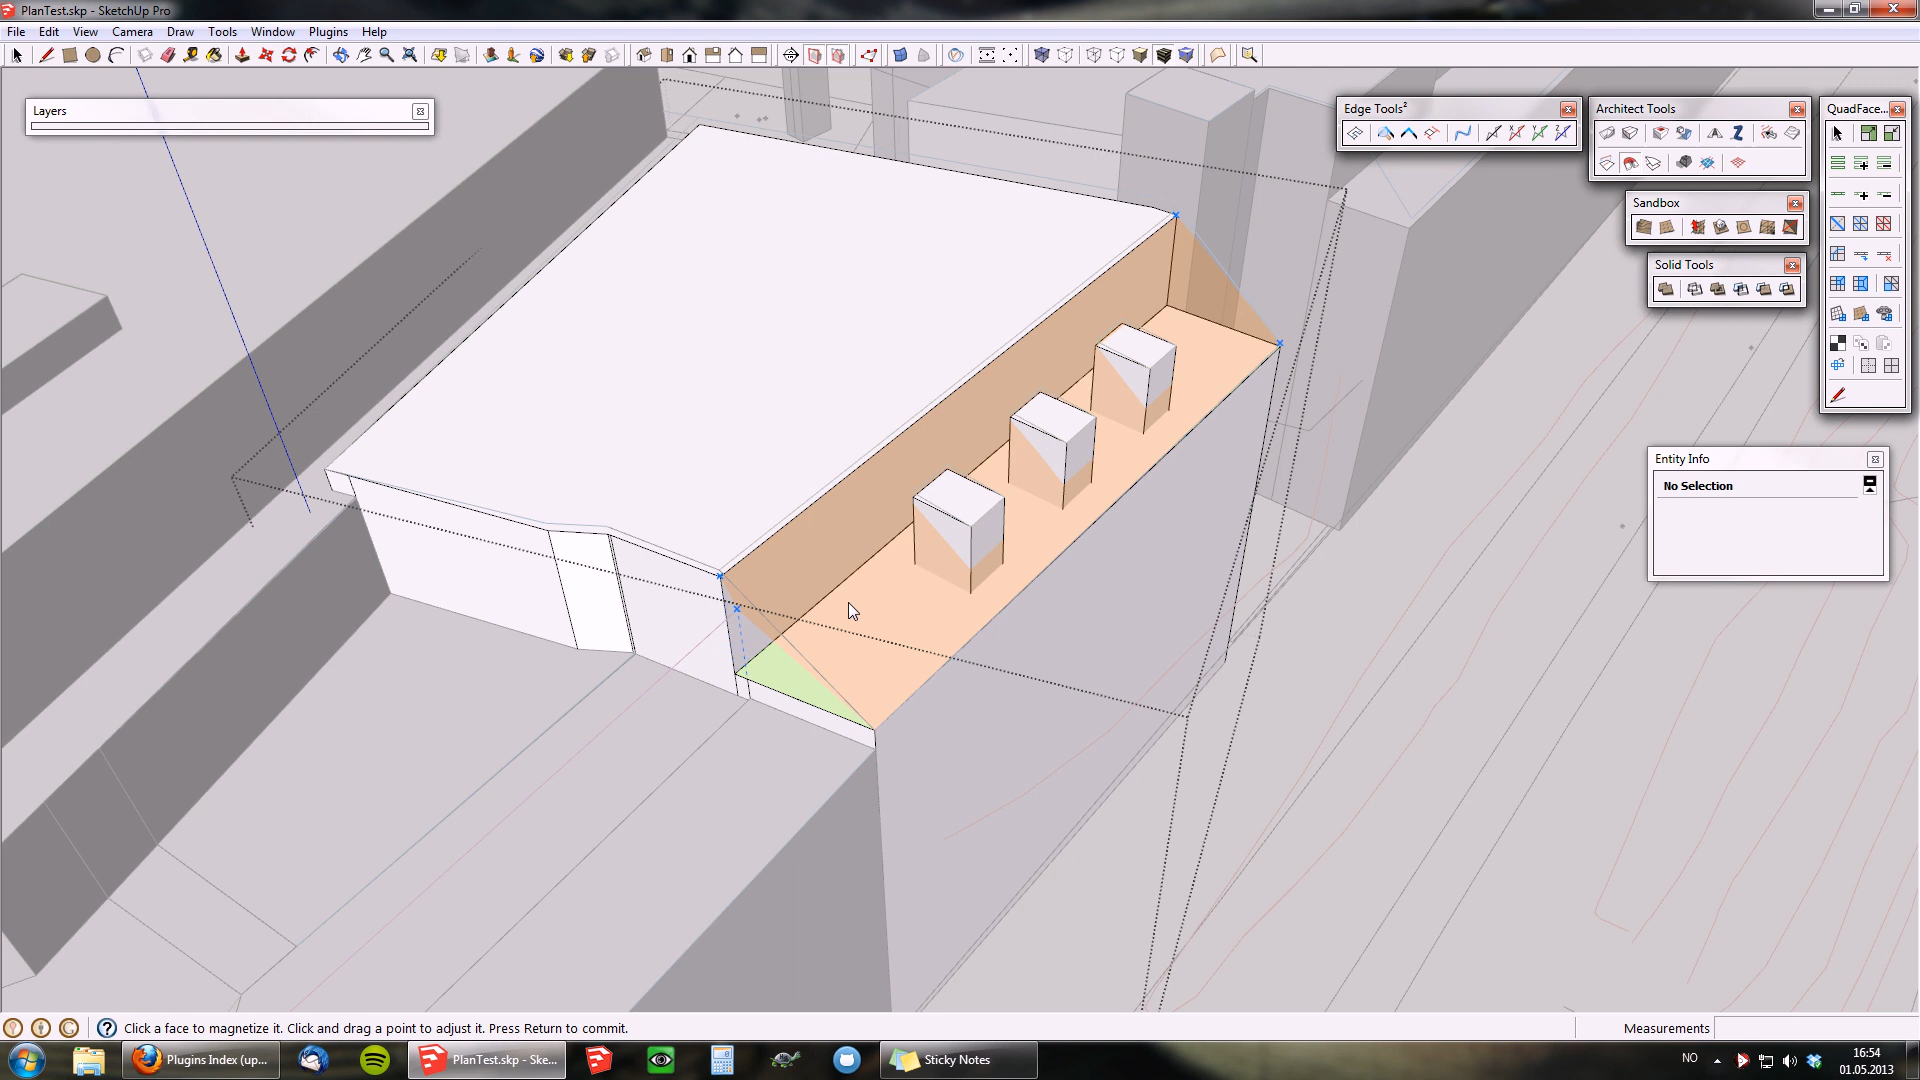 PlanTest.skp - SketchUp Pro
File Edit View Camera Draw Tools Window Plugins Help
Layers
Edge Tools²
Architect Tools
QuadFace...
Sandbox
Solid Tools
Entity Info
No Selection
Click a face to magnetize it. Click and drag a point to adjust it. Press Return to commit.
Measurements
Plugins Index (up...
PlanTest.skp - Ske...
Sticky Notes
NO
16:54
01.05.2013